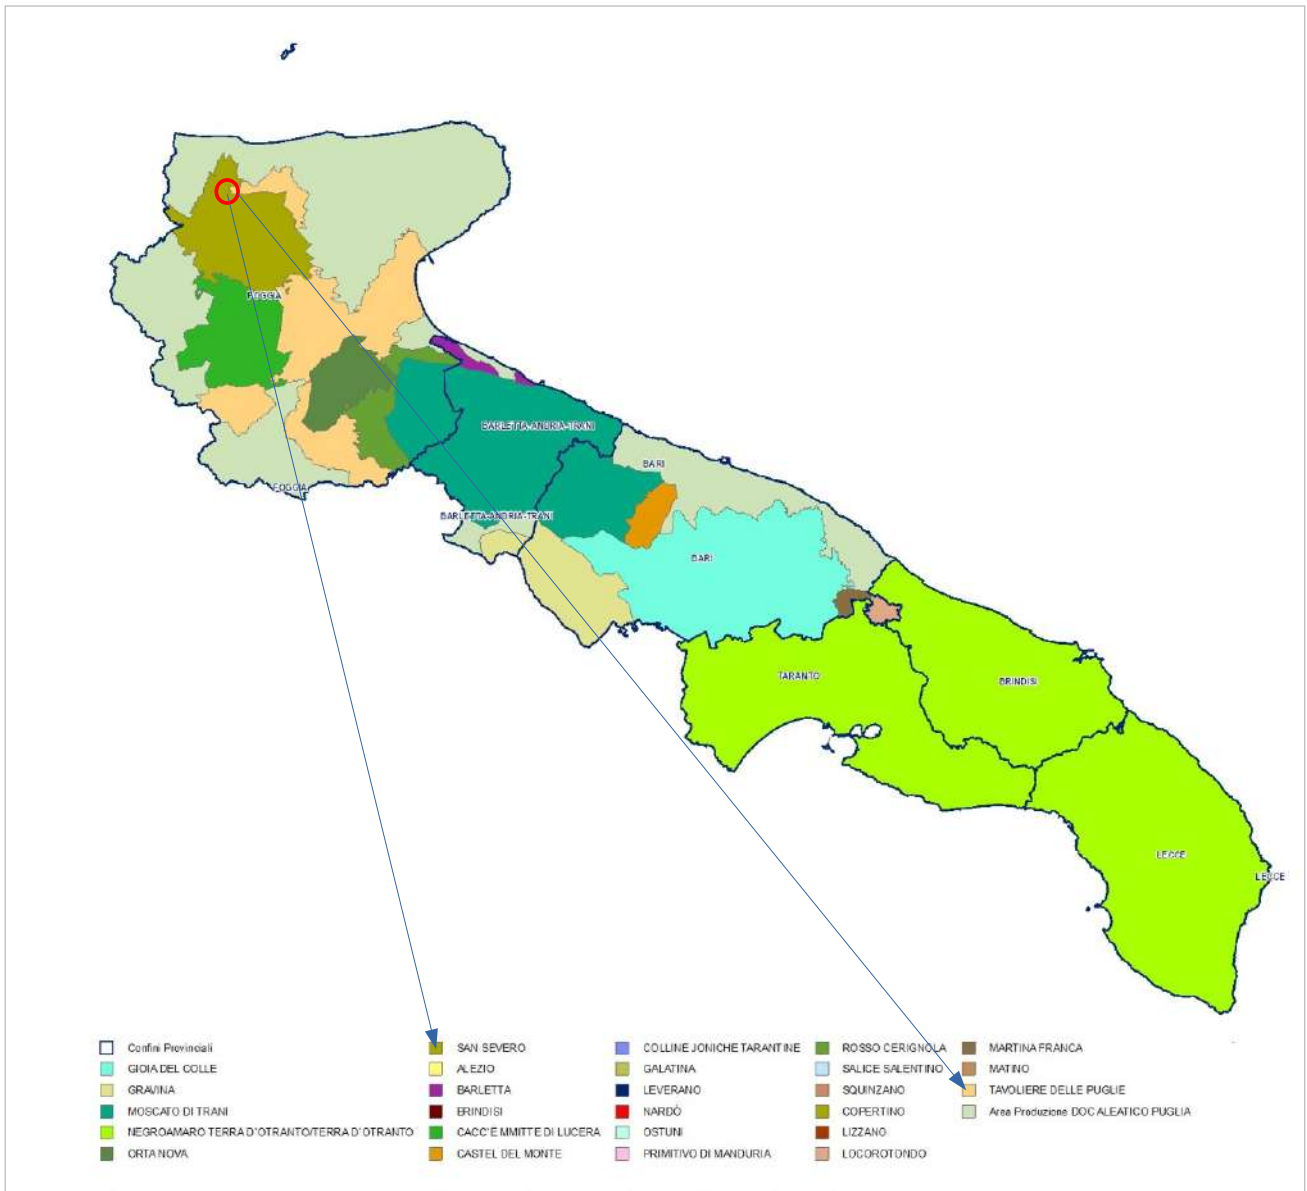 FOGGIA
BARLETTA-ANDRIA-TRANI
BARI
FOGGIA
BARLETTA-ANDRIA-TRANI
BARI
TARANTO
BRINDISI
LECCE
LECCE
Confini Provinciali
GIOIA DEL COLLE
GRAVINA
MOSCATO DI TRANI
NEGROAMARO TERRA D'OTRANTO/TERRA D'OTRANTO
ORTA NOVA
SAN SEVERO
ALEZIO
BARLETTA
BRINDISI
CACC'E MMITTE DI LUCERA
CASTEL DEL MONTE
COLLINE JONICHE TARANTINE
GALATINA
LEVERANO
NARDÒ
OSTUNI
PRIMITIVO DI MANDURIA
ROSSO CERIGNOLA
SALICE SALENTINO
SQUINZANO
COPERTINO
LIZZANO
LOCOROTONDO
MARTINA FRANCA
MATINO
TAVOLIERE DELLE PUGLIE
Area Produzione DOC ALEATICO PUGLIA